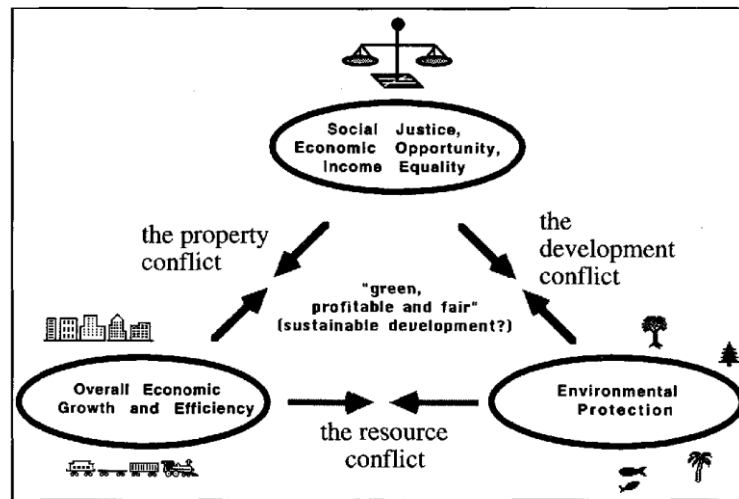 Social Justice,
Economic Opportunity,
Income Equality
the property
conflict
the
development
conflict
"green,
profitable and fair"
(sustainable development?)
Overall Economic
Growth and Efficiency
Environmental
Protection
the resource
conflict